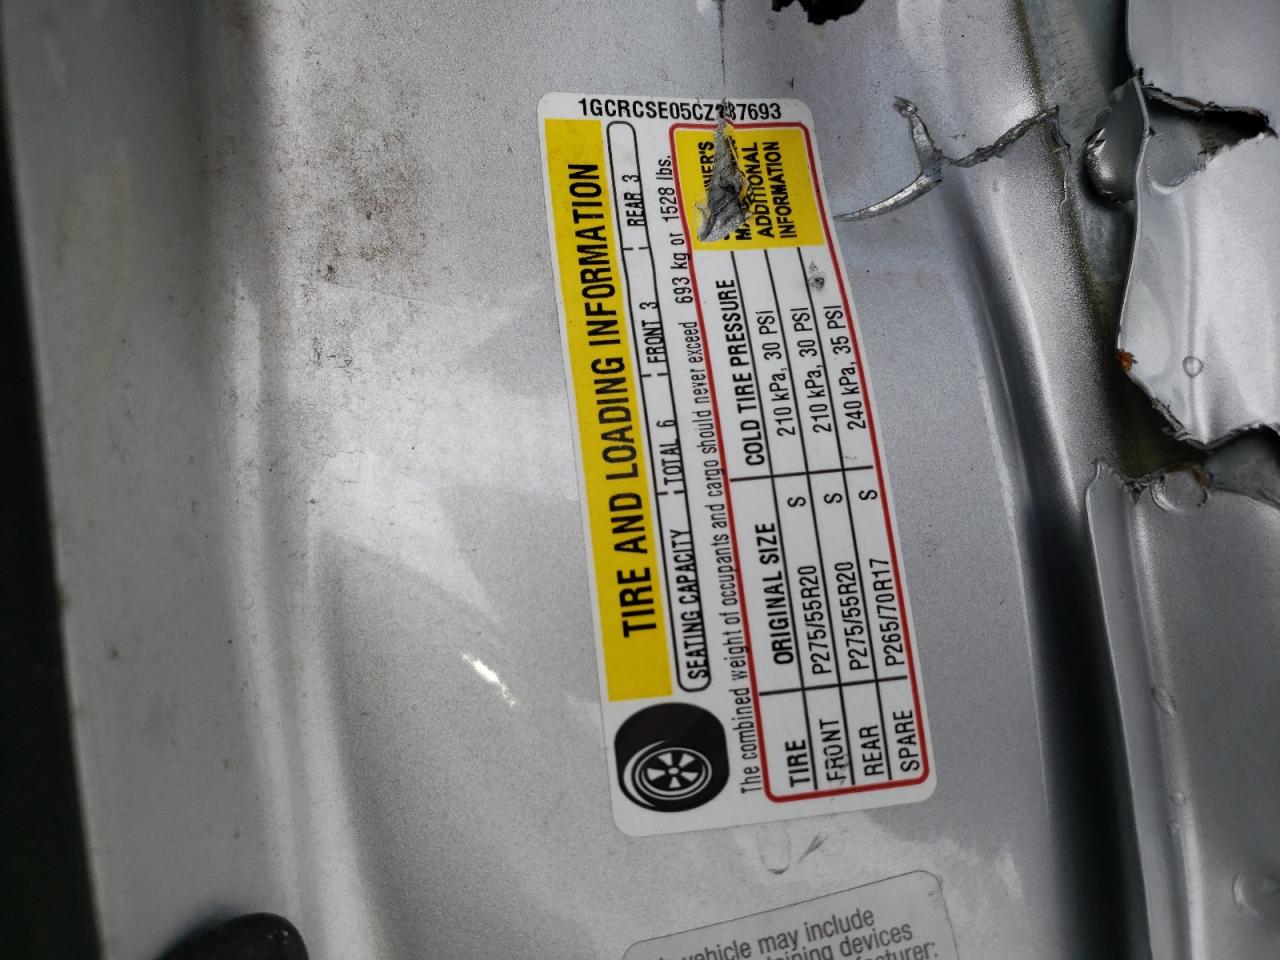 1GCRCSE05CZ337693
TIRE AND LOADING INFORMATION
SEATING CAPACITY TOTAL 6 FRONT 3 REAR 3
The combined weight of occupants and cargo should never exceed 693 kg or 1528 lbs.
TIRE ORIGINAL SIZE COLD TIRE PRESSURE
FRONT P275/55R20 S 210 kPa, 30 PSI
REAR P275/55R20 S 210 kPa, 30 PSI
SPARE P265/70R17 S 240 kPa, 35 PSI
ADDITIONAL
INFORMATION
vehicle may include
devices